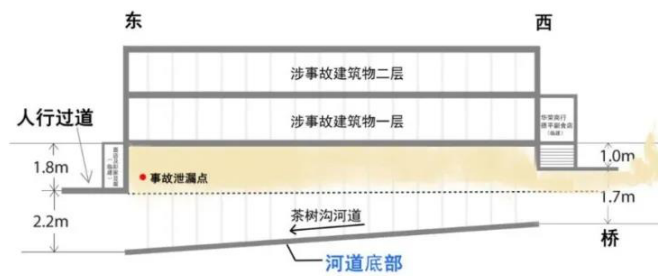 东
西
涉事故建筑物二层
涉事故建筑物一层
人行过道
1.8m
事故泄漏点
1.0m
2.2m
茶树沟河道
1.7m
桥
河道底部